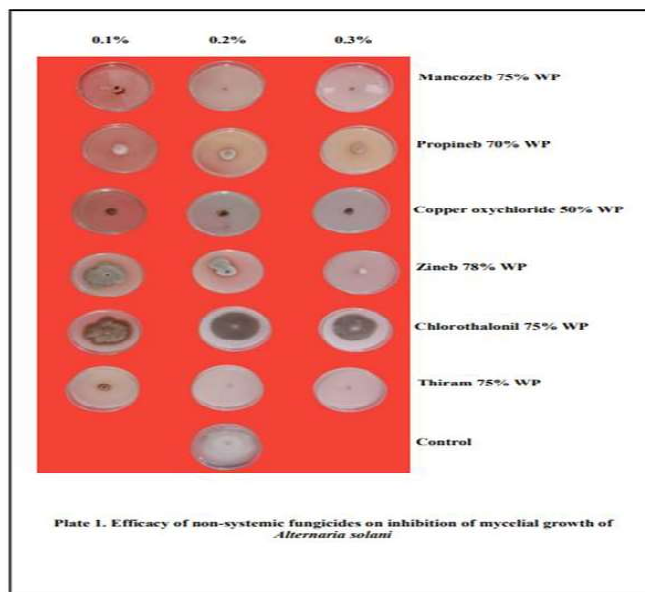 0.1% 0.2% 0.3%
Mancozeb 75% WP
Propineb 70% WP
Copper oxychloride 50% WP
Zineb 78% WP
Chlorothalonil 75% WP
Thiram 75% WP
Control
Plate 1. Efficacy of non-systemic fungicides on inhibition of mycelial growth of
Alternaria solani